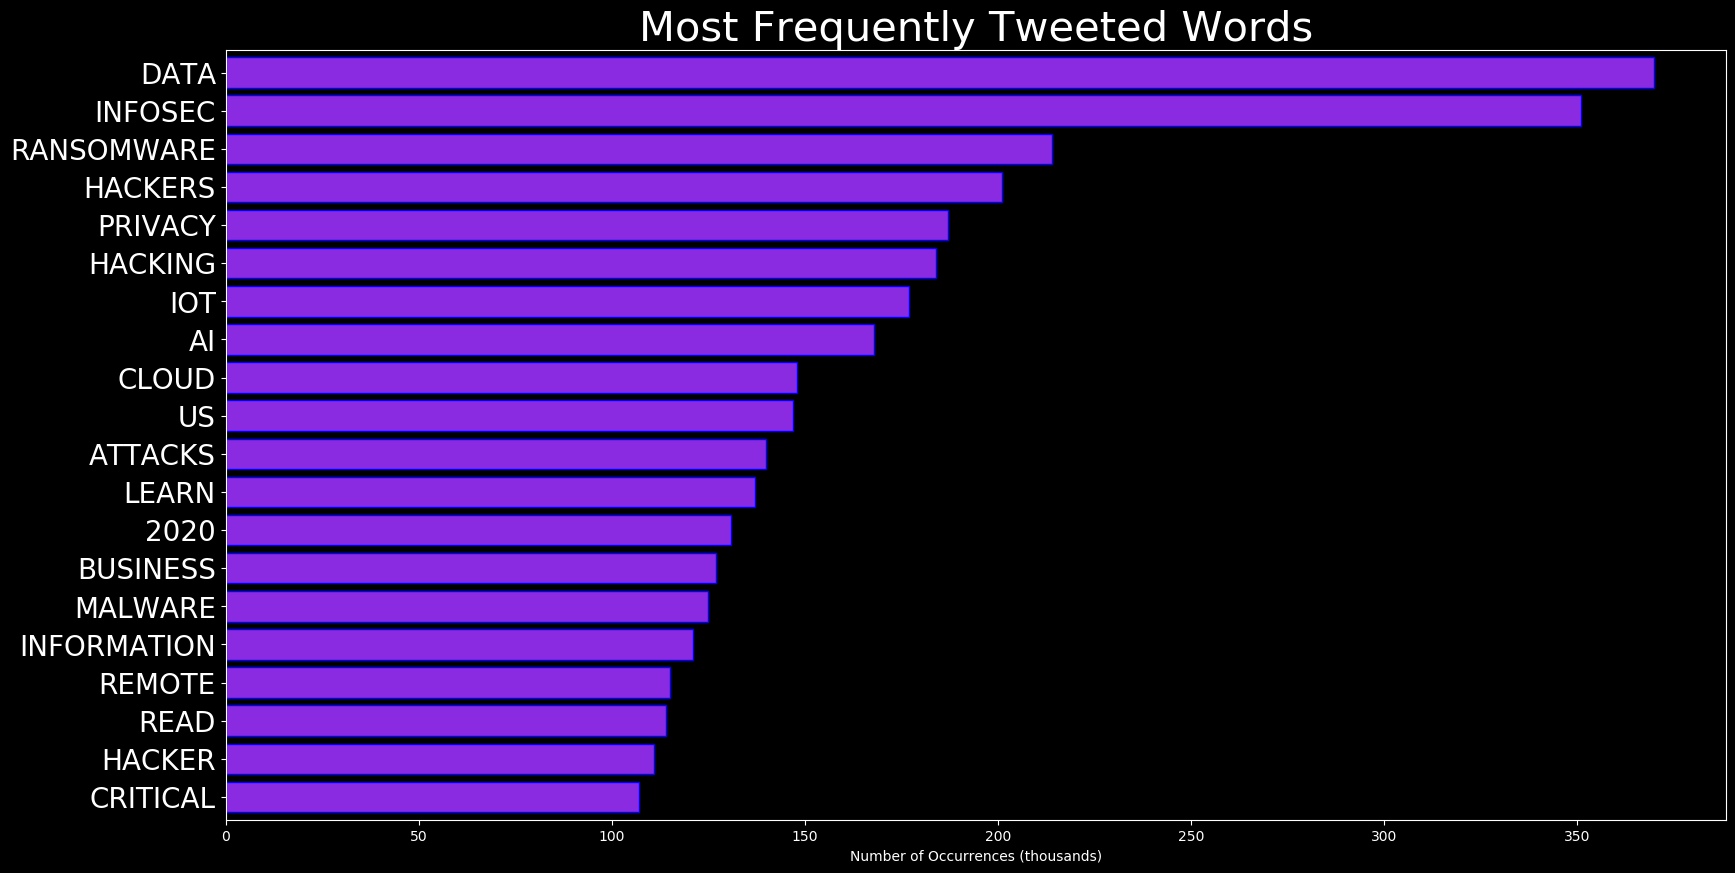 Most Frequently Tweeted Words
DATA
INFOSEC
RANSOMWARE
HACKERS
PRIVACY
HACKING
IOT
AI
CLOUD
US
ATTACKS
LEARN
2020
BUSINESS
MALWARE
INFORMATION
REMOTE
READ
HACKER
CRITICAL
0 50 100 150 200 250 300 350
Number of Occurrences (thousands)